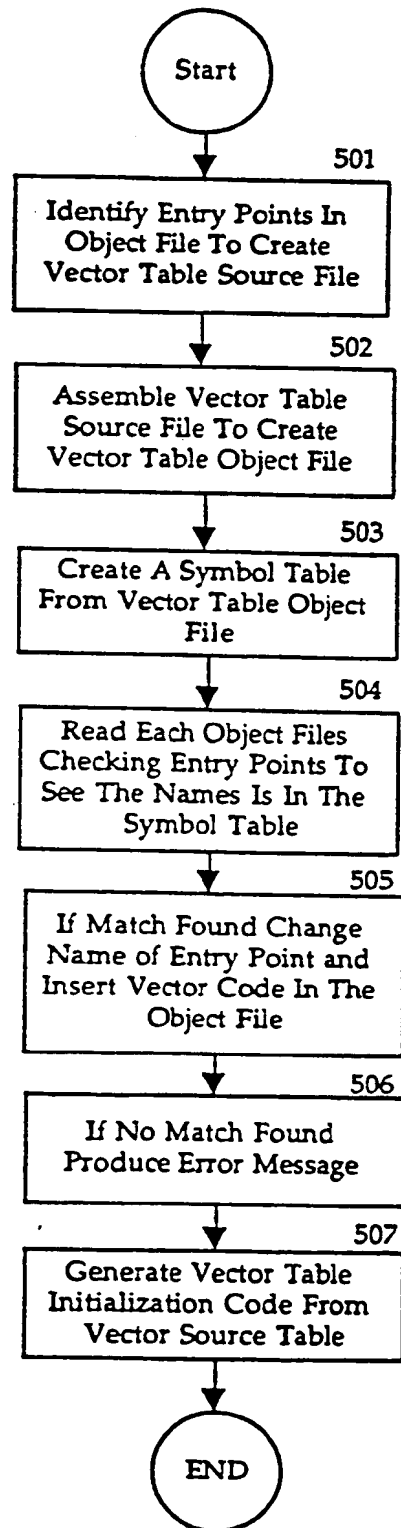 Start
501
Identify Entry Points In
Object File To Create
Vector Table Source File
502
Assemble Vector Table
Source File To Create
Vector Table Object File
503
Create A Symbol Table
From Vector Table Object
File
504
Read Each Object Files
Checking Entry Points To
See The Names Is In The
Symbol Table
505
If Match Found Change
Name of Entry Point and
Insert Vector Code In The
Object File
506
If No Match Found
Produce Error Message
507
Generate Vector Table
Initialization Code From
Vector Source Table
END